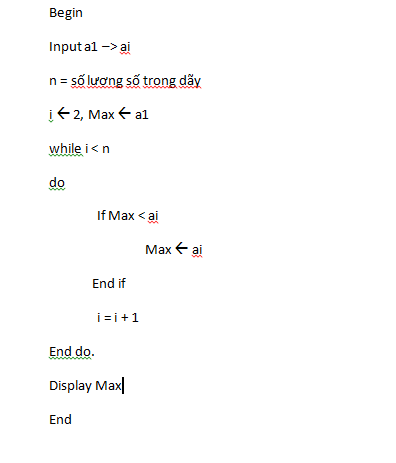 Begin
Input a1 –> ai
n = số lương số trong dãy
i ← 2, Max ← a1
while i < n
do
If Max < ai
Max ← ai
End if
i = i + 1
End do.
Display Max
End